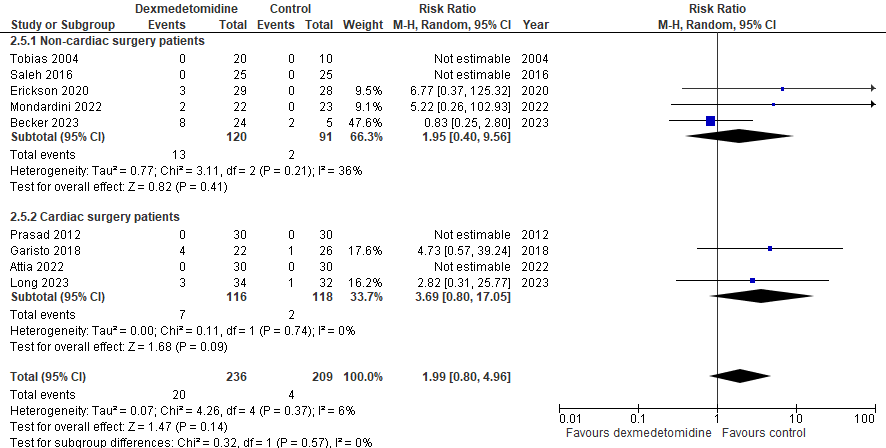 Dexmedetomidine Control Risk Ratio Risk Ratio
Study or Subgroup Events Total Events Total Weight M-H, Random, 95% CI Year M-H, Random, 95% CI
2.5.1 Non-cardiac surgery patients
Tobias 2004 0 20 0 10 Not estimable 2004
Saleh 2016 0 25 0 25 Not estimable 2016
Erickson 2020 3 29 0 28 9.5% 6.77 [0.37, 125.32] 2020
Mondardini 2022 2 22 0 23 9.1% 5.22 [0.26, 102.93] 2022
Becker 2023 8 24 2 5 47.6% 0.83 [0.25, 2.80] 2023
Subtotal (95% CI) 120 91 66.3% 1.95 [0.40, 9.56]
Total events 13 2
Heterogeneity: Tau² = 0.77; Chi² = 3.11, df = 2 (P = 0.21); I² = 36%
Test for overall effect: Z = 0.82 (P = 0.41)
2.5.2 Cardiac surgery patients
Prasad 2012 0 30 0 30 Not estimable 2012
Garisto 2018 4 22 1 26 17.6% 4.73 [0.57, 39.24] 2018
Attia 2022 0 30 0 30 Not estimable 2022
Long 2023 3 34 1 32 16.2% 2.82 [0.31, 25.77] 2023
Subtotal (95% CI) 116 118 33.7% 3.69 [0.80, 17.05]
Total events 7 2
Heterogeneity: Tau² = 0.00; Chi² = 0.11, df = 1 (P = 0.74); I² = 0%
Test for overall effect: Z = 1.68 (P = 0.09)
Total (95% CI) 236 209 100.0% 1.99 [0.80, 4.96]
Total events 20 4
Heterogeneity: Tau² = 0.07; Chi² = 4.26, df = 4 (P = 0.37); I² = 6%
Test for overall effect: Z = 1.47 (P = 0.14)
Test for subgroup differences: Chi² = 0.32, df = 1 (P = 0.57), I² = 0%
0.01 0.1 1 10 100
Favours dexmedetomidine Favours control